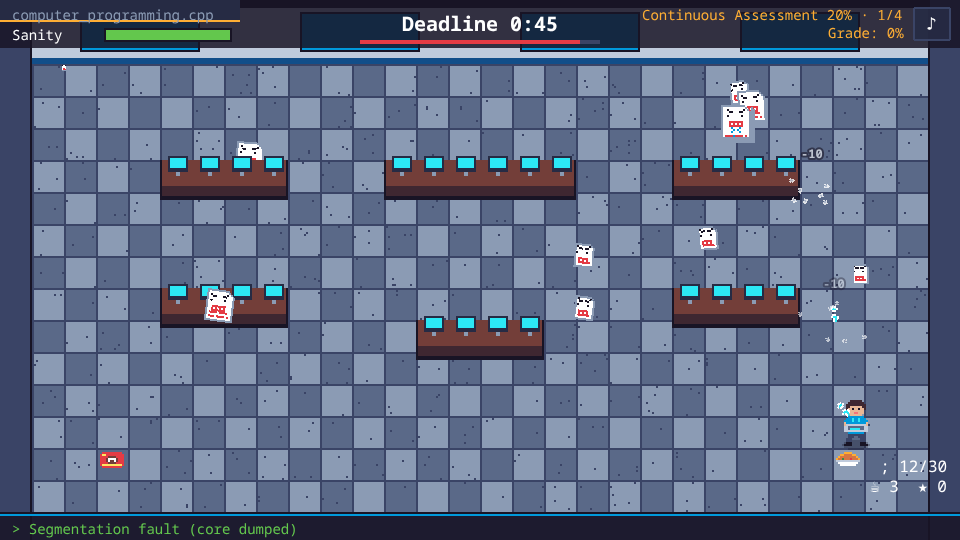 computer programming.cpp
Sanity
Deadline 0:45
Continuous Assessment 20% · 1/4
Grade: 0%
♪
-10
-10
; 12/30
☕ 3 ★ 0
> Segmentation fault (core dumped)